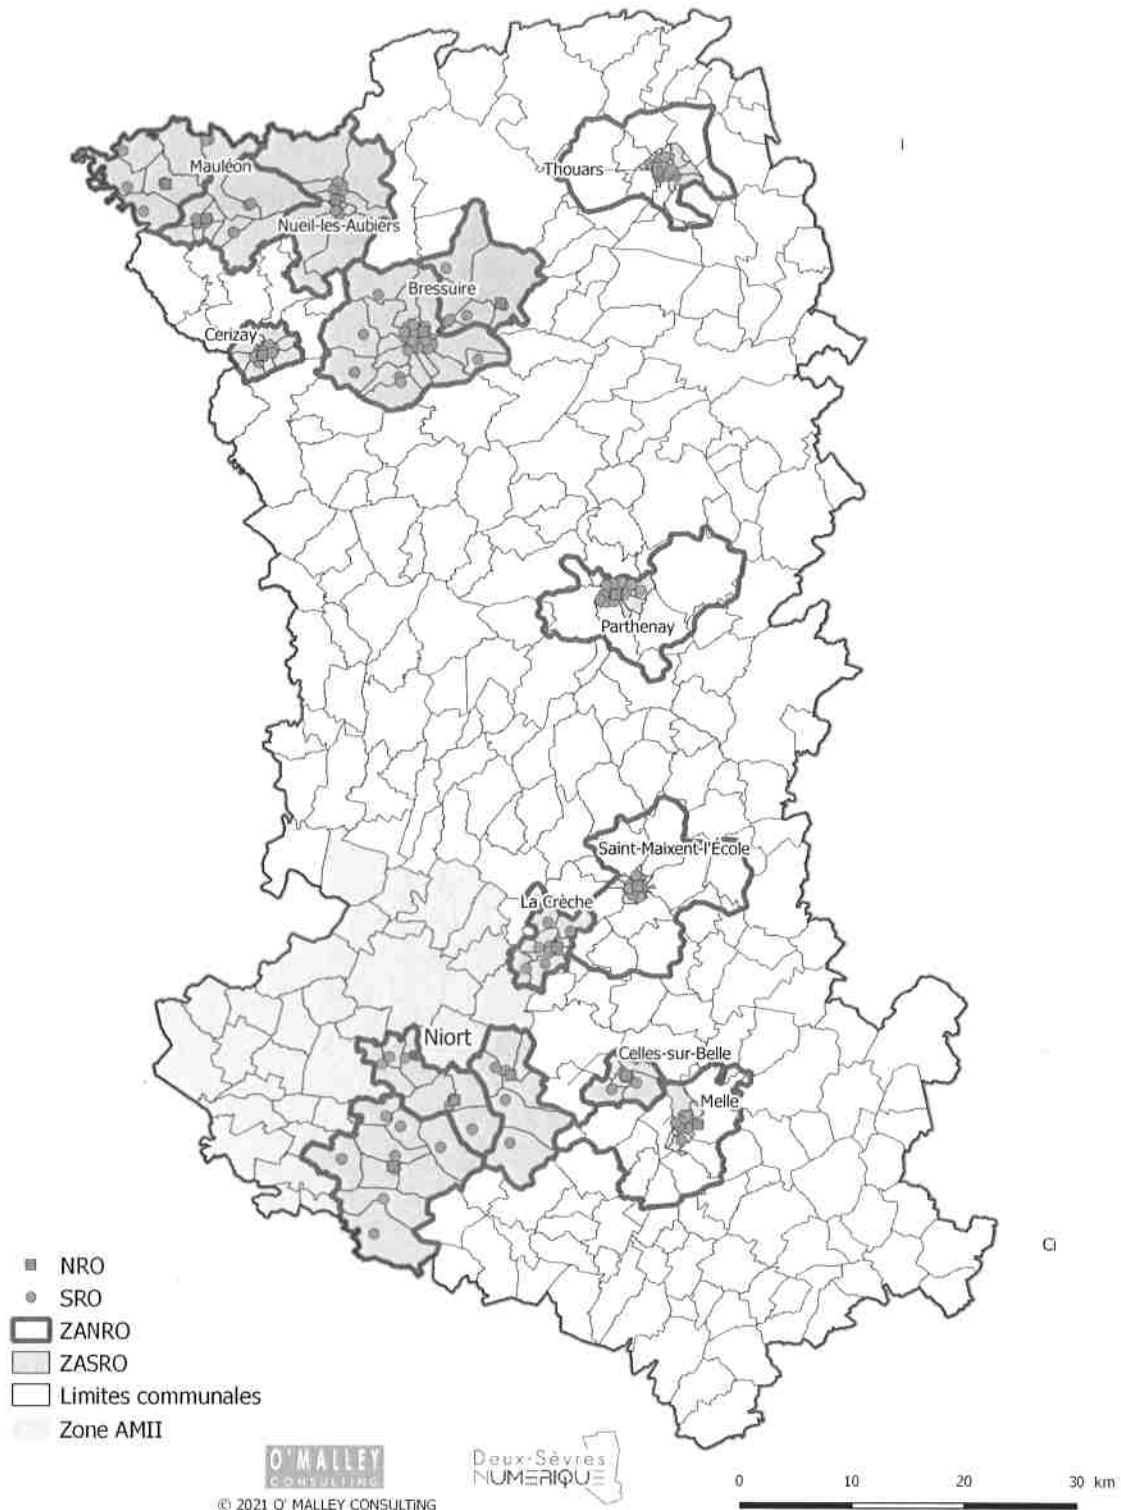 Mauléon
Thouars
Nueil-les-Aubiers
Bressuire
Cerizay
Parthenay
Saint-Maixent-l'École
La Crèche
Niort
Celles-sur-Belle
Melle
Ci
NRO
SRO
ZANRO
ZASRO
Limites communales
Zone AMII
O'MALLEY
CONSULTING
© 2021 O' MALLEY CONSULTING
Deux-Sèvres
NUMERIQUE
0 10 20 30 km